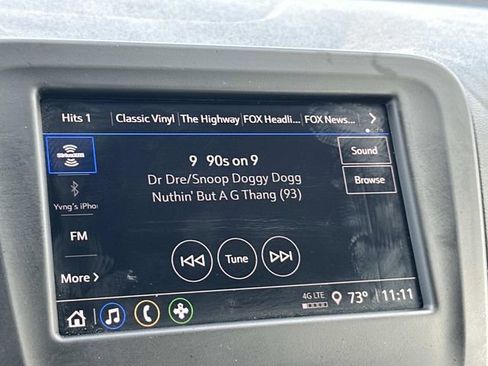 Hits 1 Classic Vinyl The Highway FOX Headli... FOX News...
SiriusXM
9 90s on 9
Sound
Dr Dre/Snoop Doggy Dogg
Browse
Nuthin' But A G Thang (93)
Yvng's iPho
FM
Tune
More
4G LTE
73° 11:11